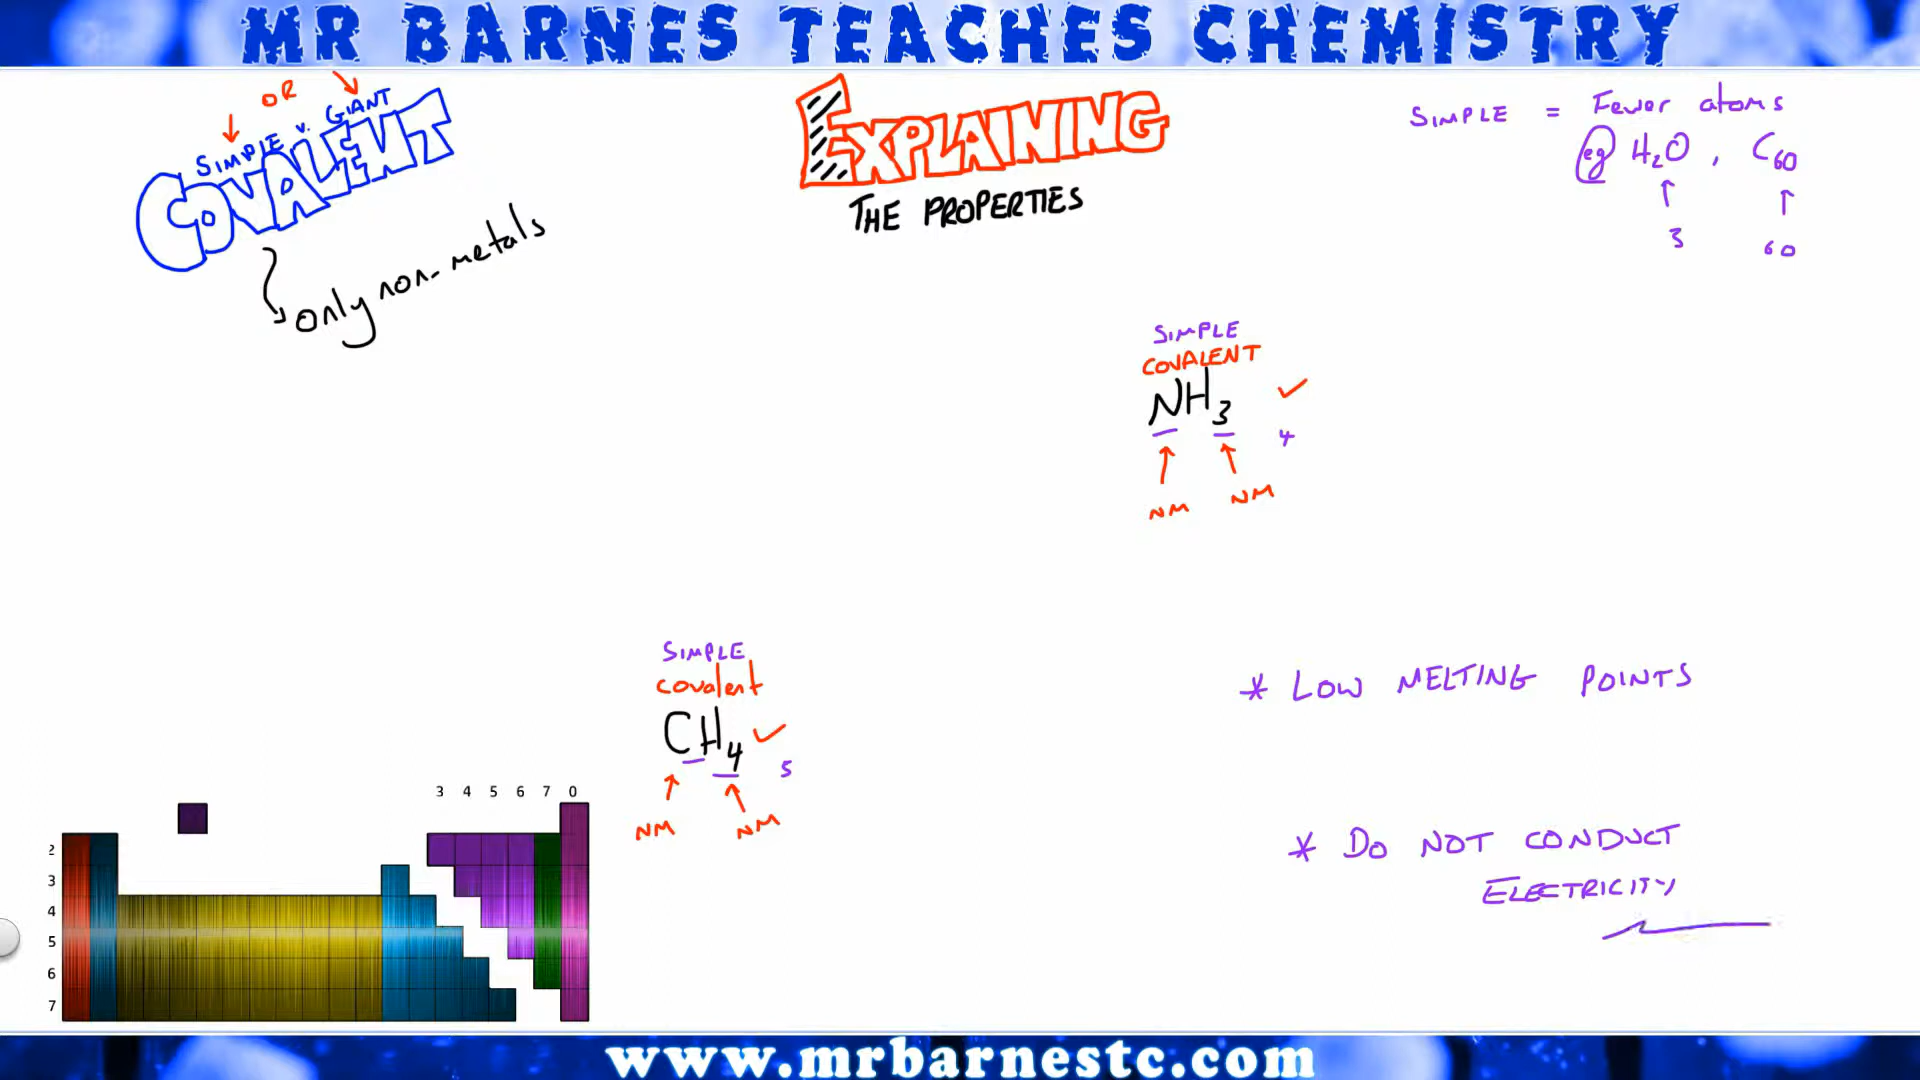 MR BARNES TEACHES CHEMISTRY
OR
SIMPLE v. GIANT
COVALENT
only non-metals
EXPLAINING
THE PROPERTIES
SIMPLE = Fewer atoms
eg H₂O , C₆₀
3 60
SIMPLE
COVALENT
NH₃
4
NM NM
SIMPLE
covalent
CH₄
5
NM NM
* LOW MELTING POINTS
* DO NOT CONDUCT
ELECTRICITY
3 4 5 6 7 0
2
3
4
5
6
7
www.mrbarnestc.com